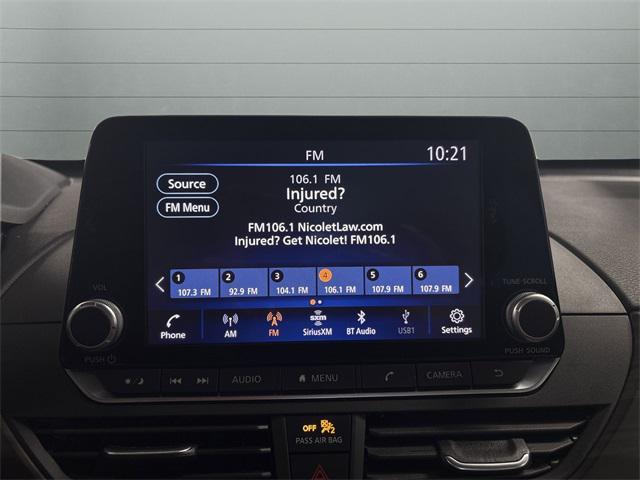 FM
10:21
Source
FM Menu
106.1 FM
Injured?
Country
FM106.1 NicoletLaw.com
Injured? Get Nicolet! FM106.1
1 2 3 4 5 6
107.3 FM 92.9 FM 104.1 FM 106.1 FM 107.9 FM 107.9 FM
Phone AM FM SiriusXM BT Audio USB1 Settings
sxm
VOL
PUSH
TUNE·SCROLL
PUSH SOUND
AUDIO MENU CAMERA
OFF 2
PASS AIR BAG